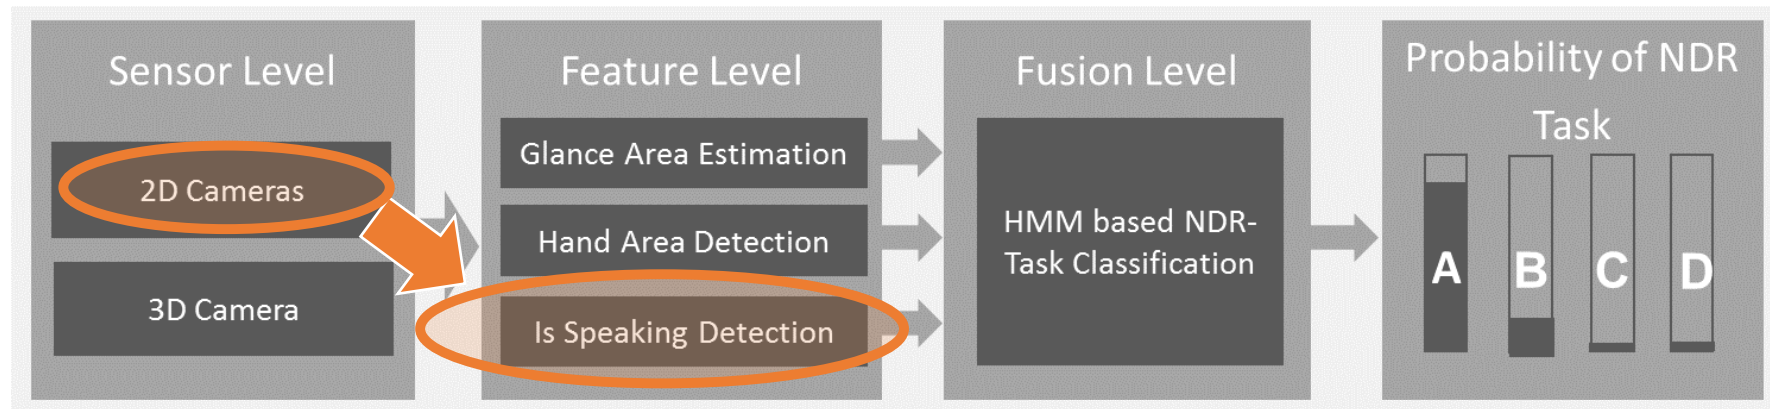 Sensor Level
2D Cameras
3D Camera
Feature Level
Glance Area Estimation
Hand Area Detection
Is Speaking Detection
Fusion Level
HMM based NDR-
Task Classification
Probability of NDR
Task
A B C D